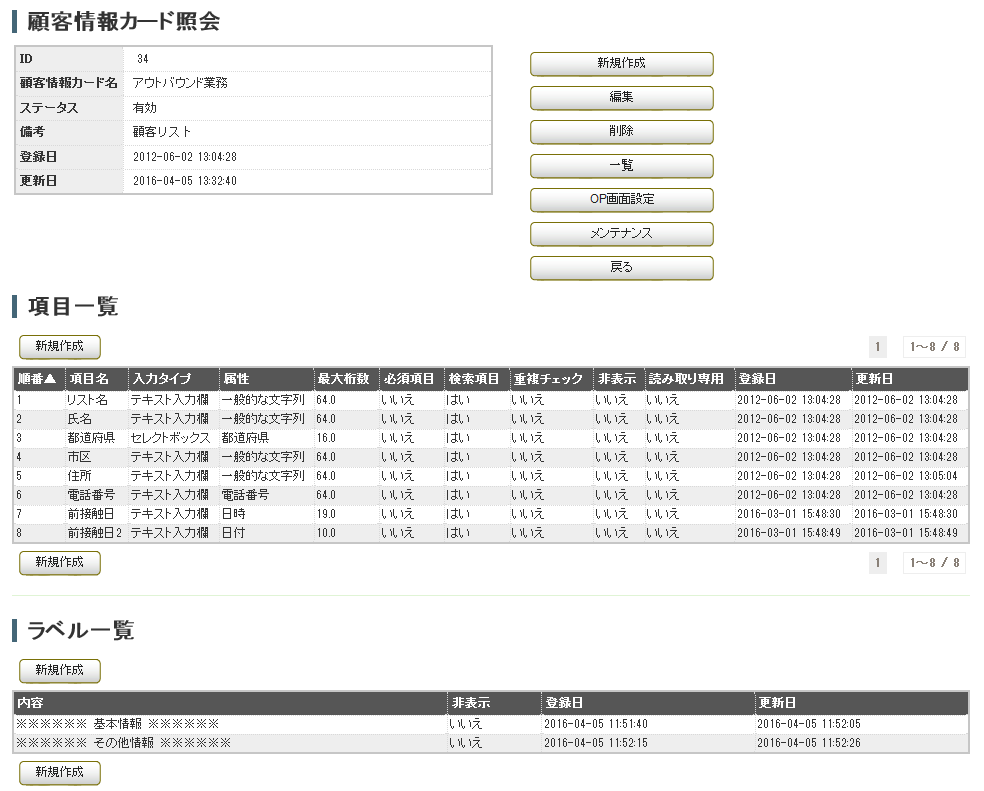 顧客情報カード照会
ID 34
顧客情報カード名 アウトバウンド業務
ステータス 有効
備考 顧客リスト
登録日 2012-06-02 13:04:28
更新日 2016-04-05 13:32:40
新規作成
編集
削除
一覧
OP画面設定
メンテナンス
戻る
項目一覧
新規作成 1 1～8 / 8
順番▲ 項目名 入力タイプ 属性 最大桁数 必須項目 検索項目 重複チェック 非表示 読み取り専用 登録日 更新日
1 リスト名 テキスト入力欄 一般的な文字列 64.0 いいえ はい いいえ いいえ いいえ 2012-06-02 13:04:28 2012-06-02 13:04:28
2 氏名 テキスト入力欄 一般的な文字列 64.0 いいえ はい いいえ いいえ いいえ 2012-06-02 13:04:28 2012-06-02 13:04:28
3 都道府県 セレクトボックス 都道府県 16.0 いいえ はい いいえ いいえ いいえ 2012-06-02 13:04:28 2012-06-02 13:04:28
4 市区 テキスト入力欄 一般的な文字列 64.0 いいえ はい いいえ いいえ いいえ 2012-06-02 13:04:28 2012-06-02 13:04:28
5 住所 テキスト入力欄 一般的な文字列 64.0 いいえ はい いいえ いいえ いいえ 2012-06-02 13:04:28 2012-06-02 13:05:04
6 電話番号 テキスト入力欄 電話番号 64.0 いいえ はい いいえ いいえ いいえ 2012-06-02 13:04:28 2012-06-02 13:04:28
7 前接触日 テキスト入力欄 日時 19.0 いいえ はい いいえ いいえ いいえ 2016-03-01 15:48:30 2016-03-01 15:48:30
8 前接触日2 テキスト入力欄 日付 10.0 いいえ はい いいえ いいえ いいえ 2016-03-01 15:48:49 2016-03-01 15:48:49
新規作成 1 1～8 / 8
ラベル一覧
新規作成
内容 非表示 登録日 更新日
※※※※※※ 基本情報 ※※※※※※ いいえ 2016-04-05 11:51:40 2016-04-05 11:52:05
※※※※※※ その他情報 ※※※※※※ いいえ 2016-04-05 11:52:15 2016-04-05 11:52:26
新規作成